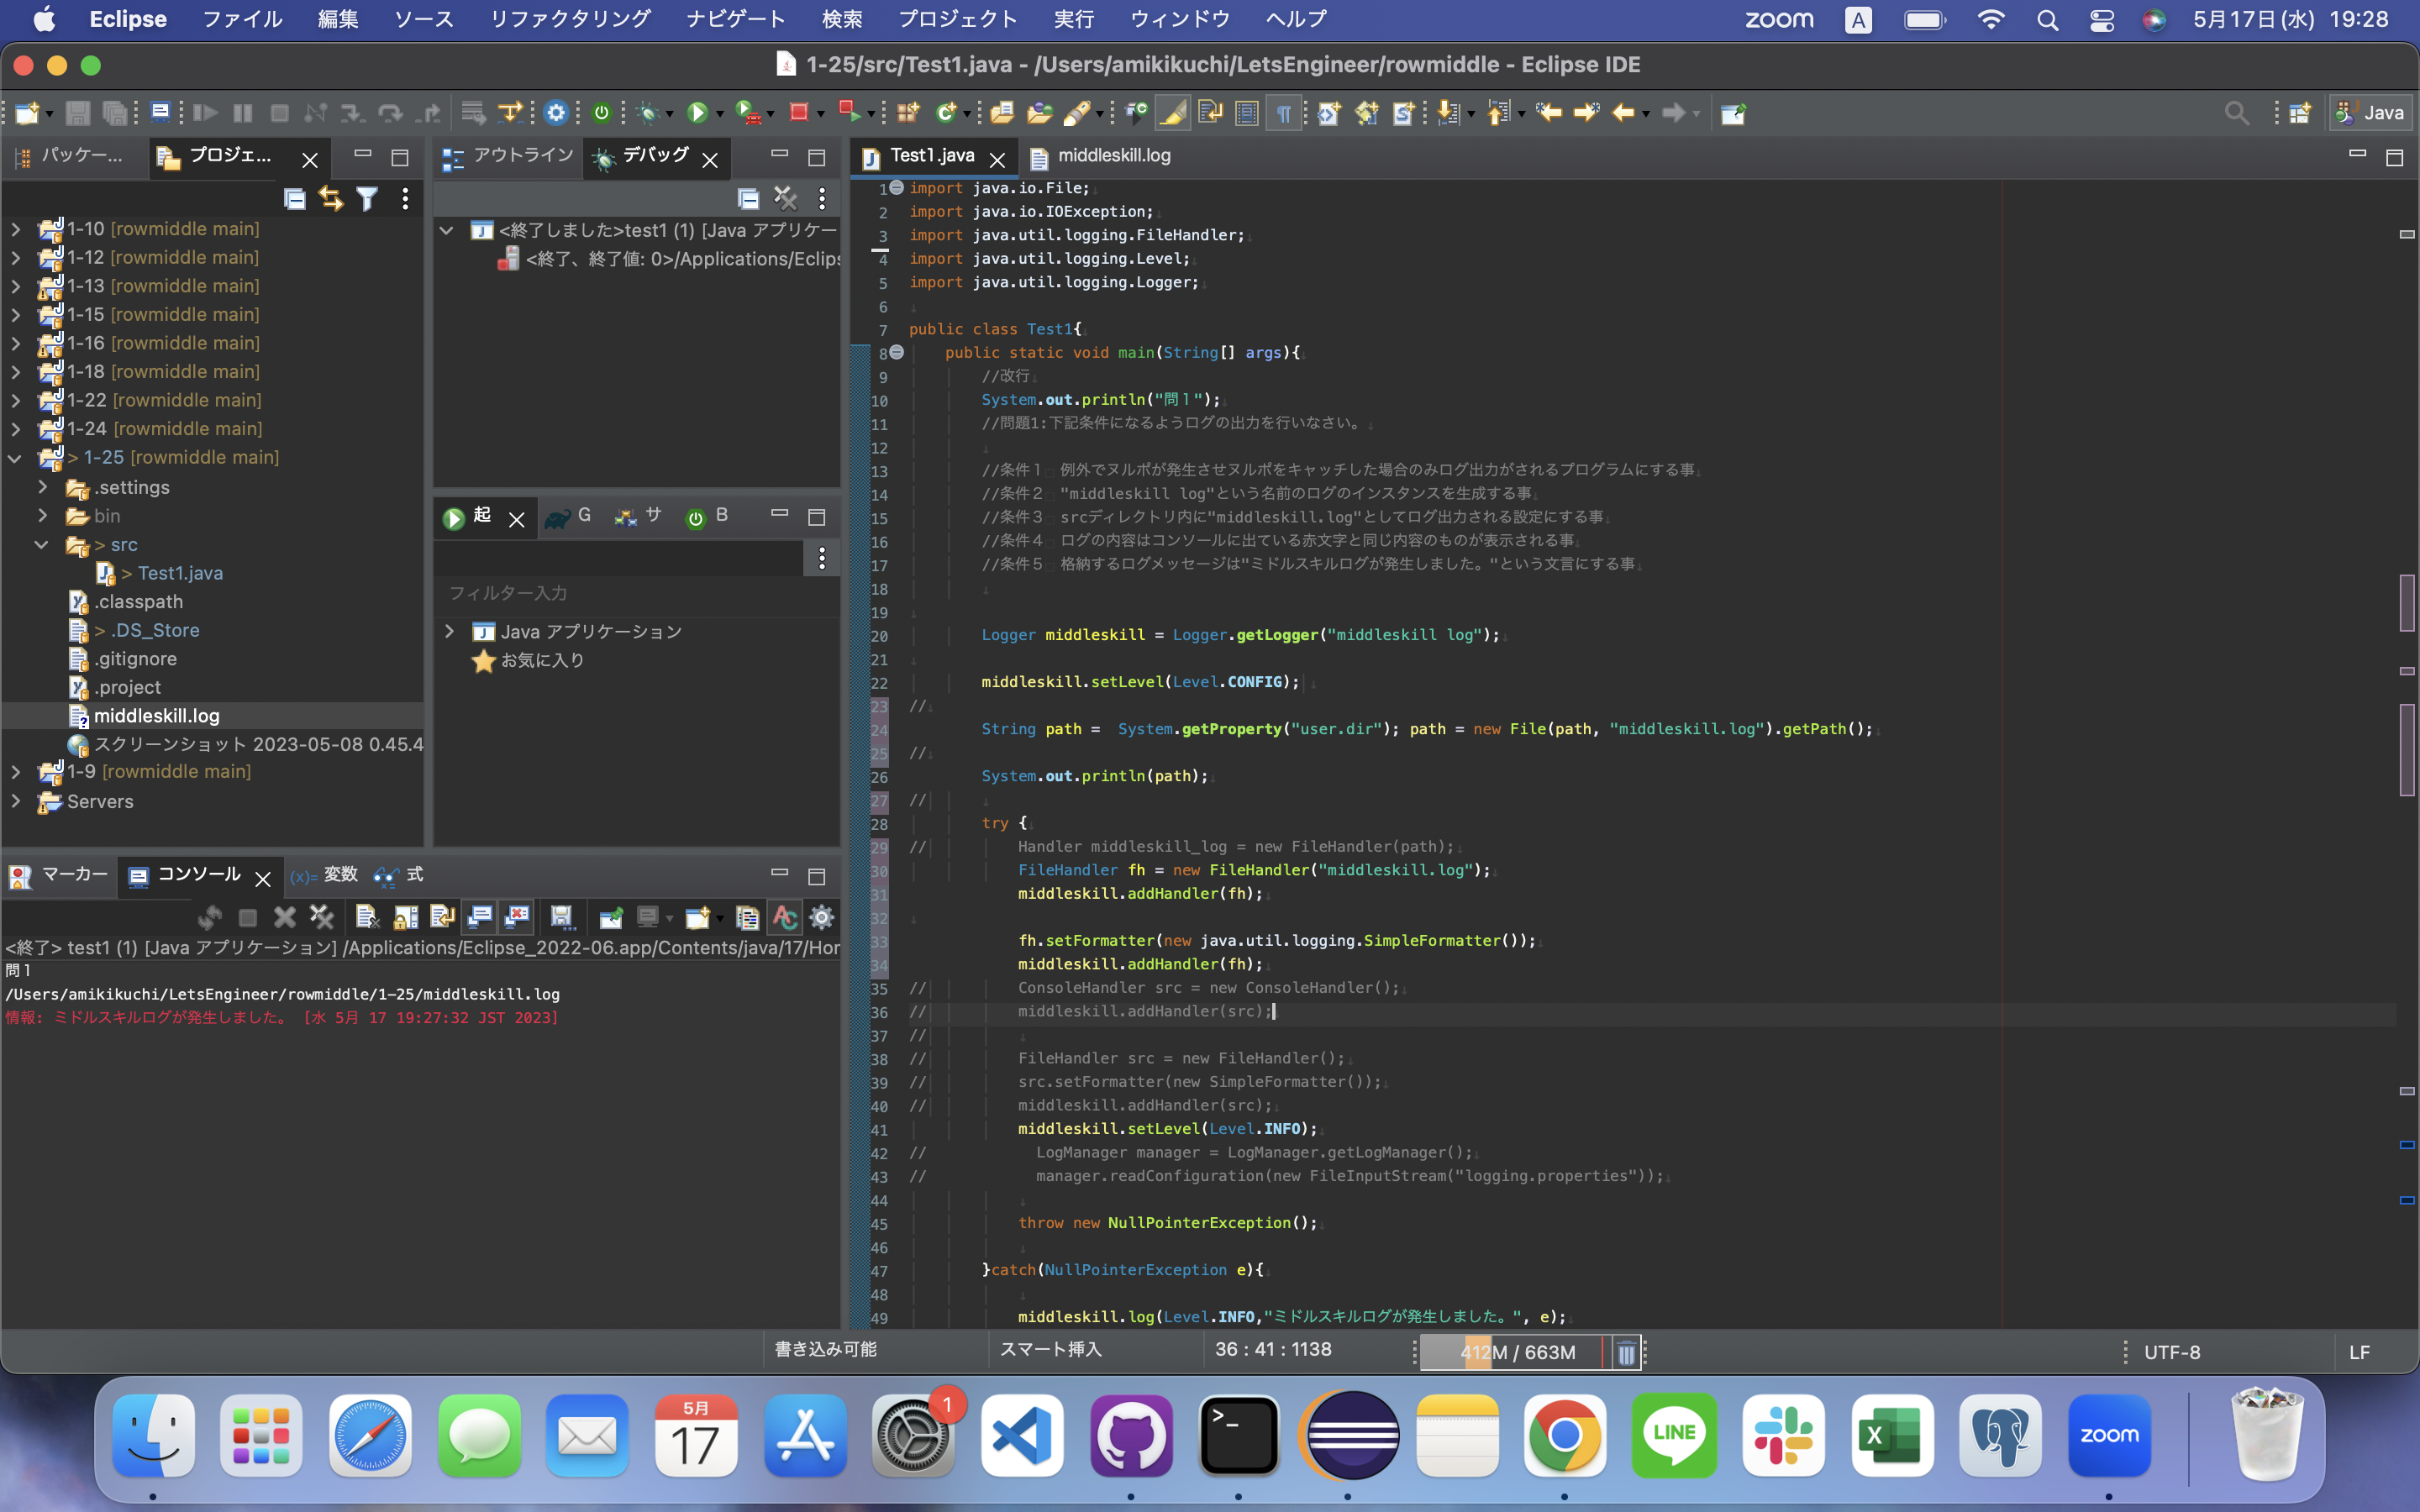 Eclipse ファイル 編集 ソース リファクタリング ナビゲート 検索 プロジェクト 実行 ウィンドウ ヘルプ zoom A 5月17日(水) 19:28
1-25/src/Test1.java - /Users/amikikuchi/LetsEngineer/rowmiddle - Eclipse IDE
Java
パッケー...
プロジェ...
1-10 [rowmiddle main]
1-12 [rowmiddle main]
1-13 [rowmiddle main]
1-15 [rowmiddle main]
1-16 [rowmiddle main]
1-18 [rowmiddle main]
1-22 [rowmiddle main]
1-24 [rowmiddle main]
> 1-25 [rowmiddle main]
.settings
bin
> src
> Test1.java
.classpath
> .DS_Store
.gitignore
.project
middleskill.log
スクリーンショット 2023-05-08 0.45.4
1-9 [rowmiddle main]
Servers
アウトライン
デバッグ
<終了しました>test1 (1) [Java アプリケー
<終了、終了値: 0>/Applications/Eclips
起
G
サ
B
フィルター入力
Java アプリケーション
お気に入り
マーカー
コンソール
(x)= 変数
式
<終了> test1 (1) [Java アプリケーション] /Applications/Eclipse_2022-06.app/Contents/java/17/Hor
問1
/Users/amikikuchi/LetsEngineer/rowmiddle/1-25/middleskill.log
情報: ミドルスキルログが発生しました。 [水 5月 17 19:27:32 JST 2023]
Test1.java
middleskill.log
1 import java.io.File;
2 import java.io.IOException;
3 import java.util.logging.FileHandler;
4 import java.util.logging.Level;
5 import java.util.logging.Logger;
6
7 public class Test1{
8 public static void main(String[] args){
9 //改行
10 System.out.println("問1");
11 //問題1:下記条件になるようログの出力を行いなさい。
12
13 //条件1 例外でヌルポが発生させヌルポをキャッチした場合のみログ出力がされるプログラムにする事
14 //条件2 "middleskill log"という名前のログのインスタンスを生成する事
15 //条件3 srcディレクトリ内に"middleskill.log"としてログ出力される設定にする事
16 //条件4 ログの内容はコンソールに出ている赤文字と同じ内容のものが表示される事
17 //条件5 格納するログメッセージは"ミドルスキルログが発生しました。"という文言にする事
18
19
20 Logger middleskill = Logger.getLogger("middleskill log");
21
22 middleskill.setLevel(Level.CONFIG);
23 //
24 String path = System.getProperty("user.dir"); path = new File(path, "middleskill.log").getPath();
25 //
26 System.out.println(path);
27 //
28 try {
29 // Handler middleskill_log = new FileHandler(path);
30 FileHandler fh = new FileHandler("middleskill.log");
31 middleskill.addHandler(fh);
32
33 fh.setFormatter(new java.util.logging.SimpleFormatter());
34 middleskill.addHandler(fh);
35 // ConsoleHandler src = new ConsoleHandler();
36 // middleskill.addHandler(src);
37 //
38 // FileHandler src = new FileHandler();
39 // src.setFormatter(new SimpleFormatter());
40 // middleskill.addHandler(src);
41 middleskill.setLevel(Level.INFO);
42 // LogManager manager = LogManager.getLogManager();
43 // manager.readConfiguration(new FileInputStream("logging.properties"));
44
45 throw new NullPointerException();
46
47 }catch(NullPointerException e){
48
49 middleskill.log(Level.INFO,"ミドルスキルログが発生しました。", e);
書き込み可能 スマート挿入 36 : 41 : 1138 412M / 663M UTF-8 LF
5月
17
1
>_
LINE
X
zoom